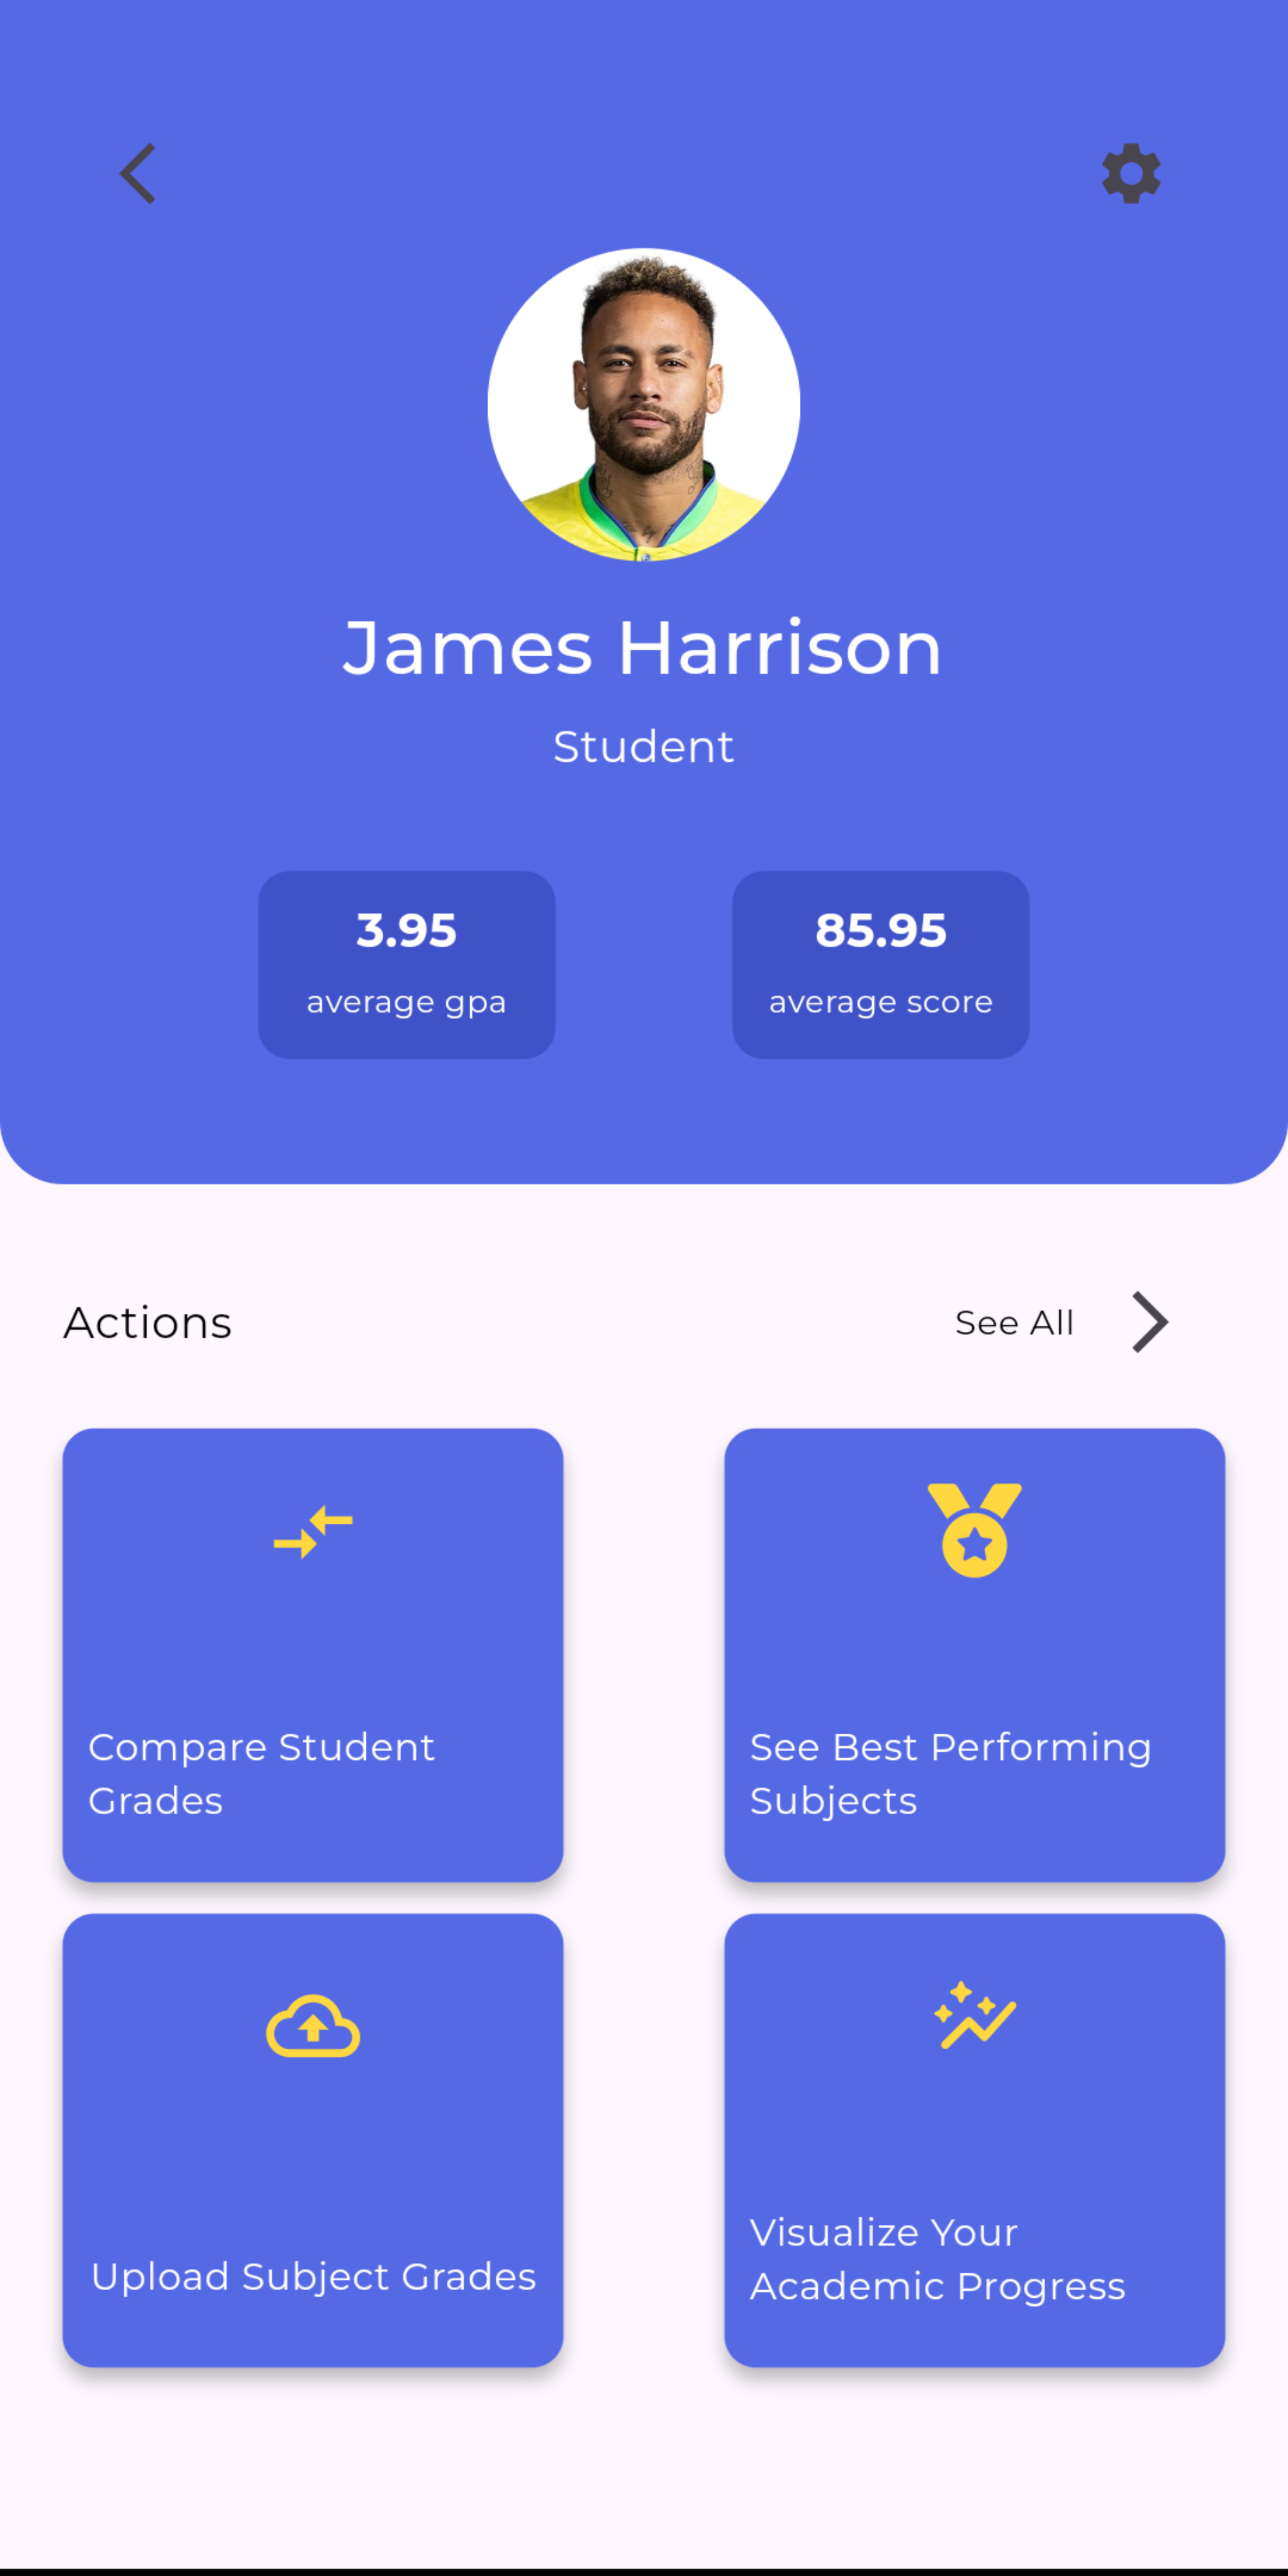 James Harrison
Student
3.95
average gpa
85.95
average score
Actions
See All
Compare Student
Grades
See Best Performing
Subjects
Upload Subject Grades
Visualize Your
Academic Progress